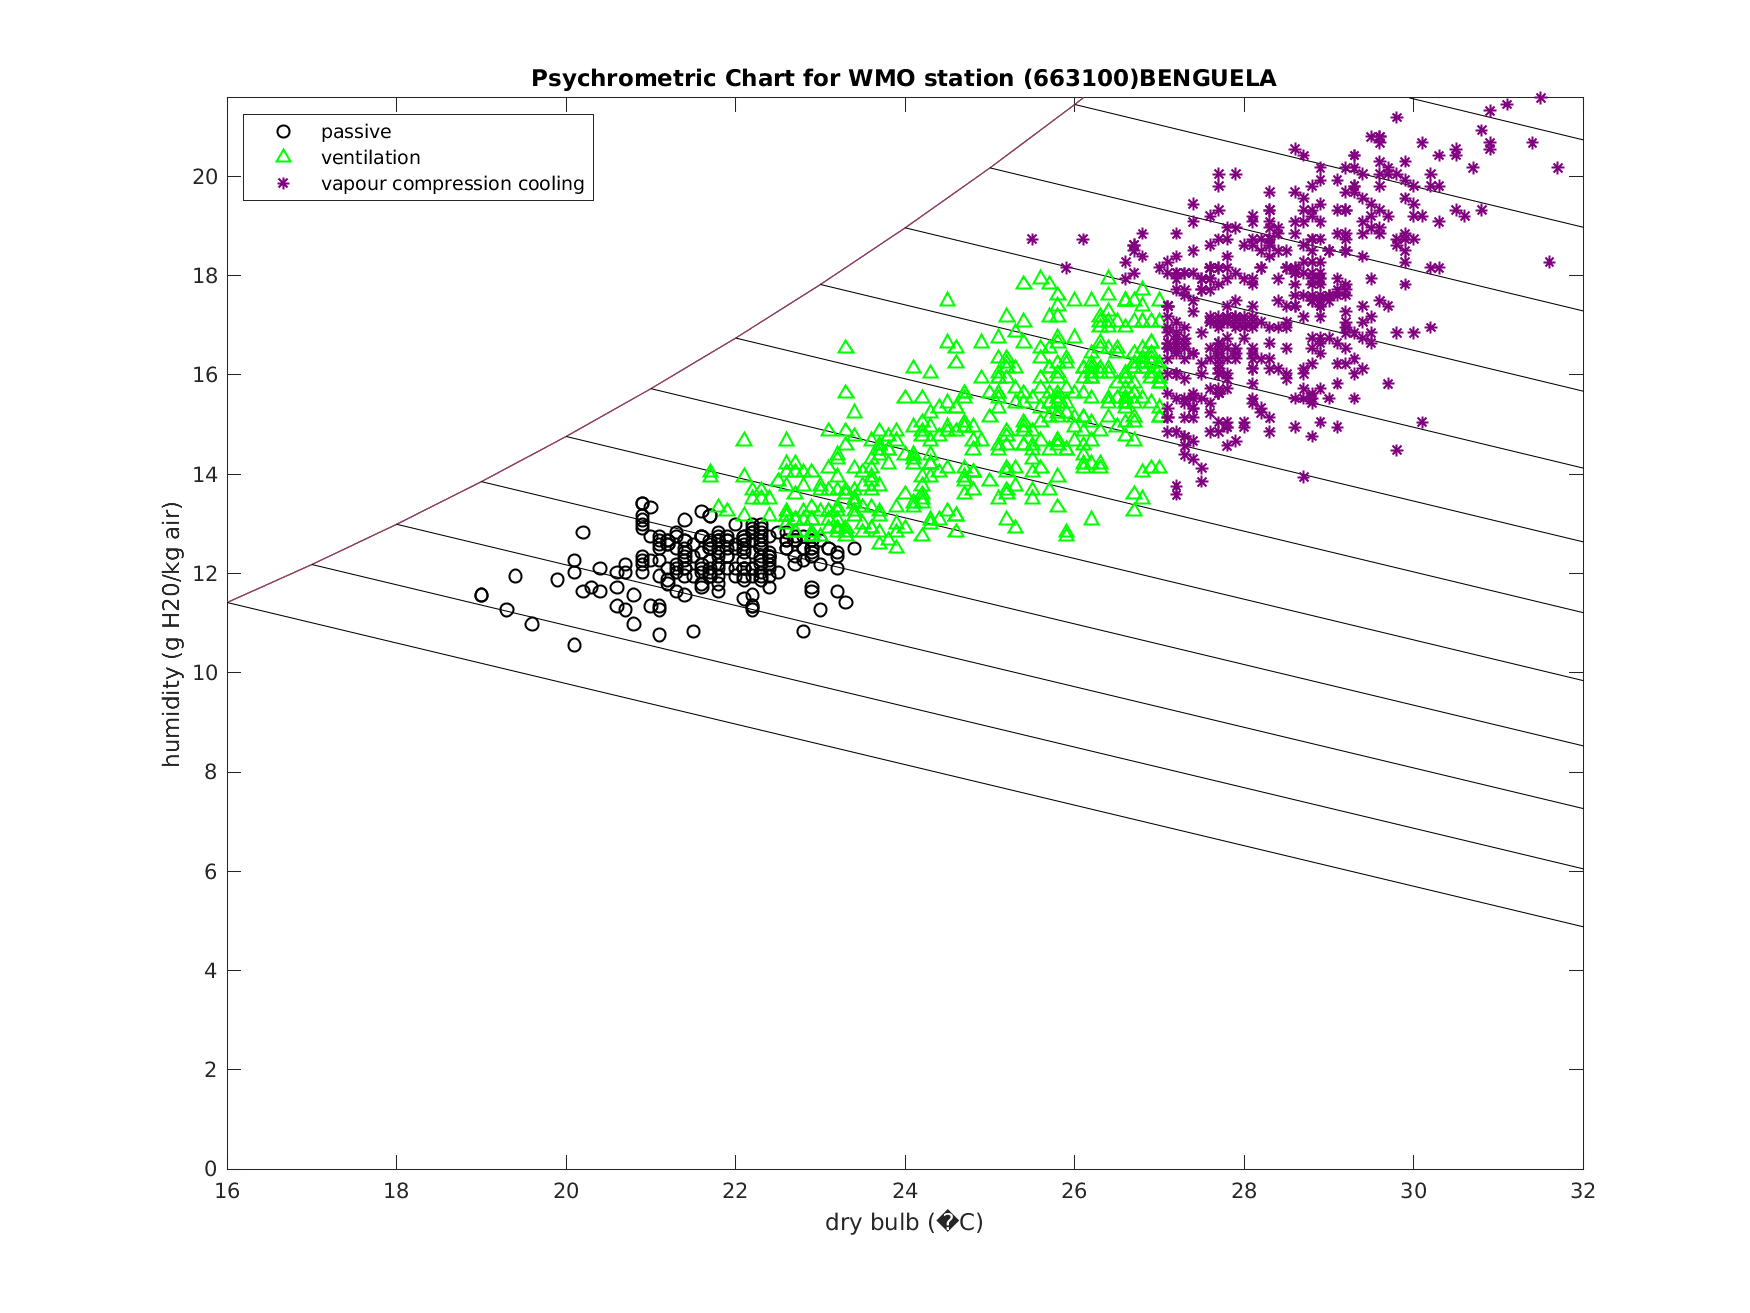 Psychrometric Chart for WMO station (663100)BENGUELA
passive
ventilation
vapour compression cooling
20
18
16
14
12
10
8
6
4
2
0
humidity (g H20/kg air)
16 18 20 22 24 26 28 30 32
dry bulb (�C)